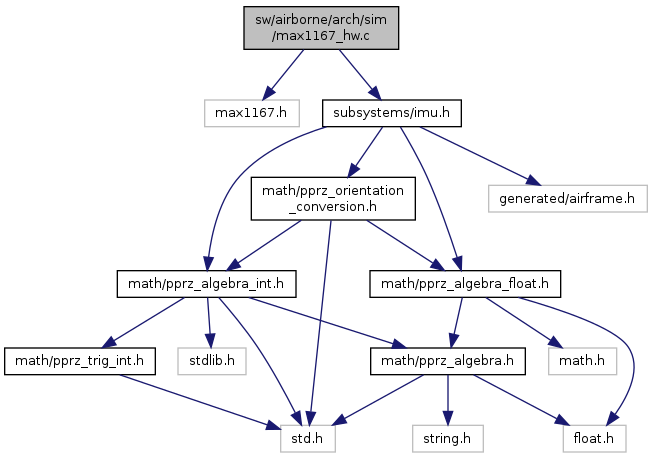 sw/airborne/arch/sim
/max1167_hw.c
max1167.h
subsystems/imu.h
math/pprz_orientation
_conversion.h
generated/airframe.h
math/pprz_algebra_int.h
math/pprz_algebra_float.h
math/pprz_trig_int.h
stdlib.h
math/pprz_algebra.h
math.h
std.h
string.h
float.h